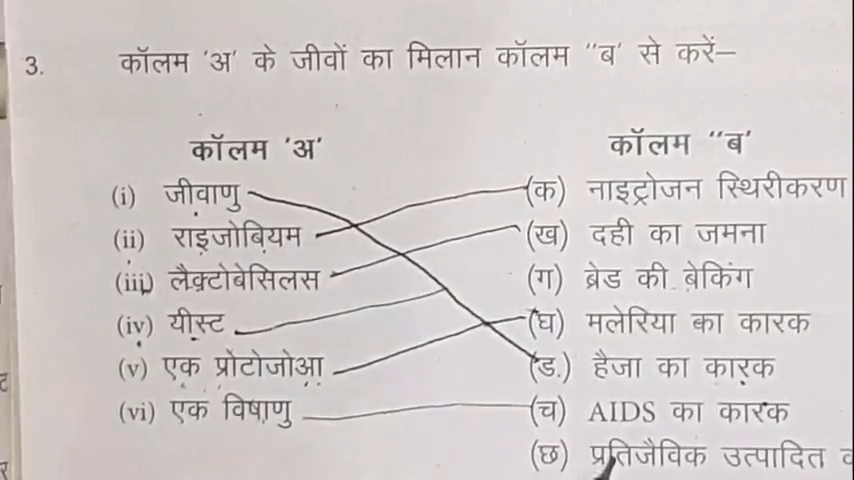 3. कॉलम 'अ' के जीवों का मिलान कॉलम "ब' से करें–
कॉलम 'अ' कॉलम "ब'
(i) जीवाणु (क) नाइट्रोजन स्थिरीकरण
(ii) राइजोबियम (ख) दही का जमना
(iii) लैक्टोबेसिलस (ग) ब्रेड की बेकिंग
(iv) यीस्ट (घ) मलेरिया का कारक
(v) एक प्रोटोजोआ (ड.) हैजा का कारक
(vi) एक विषाणु (च) AIDS का कारक
(छ) प्रतिजैविक उत्पादित